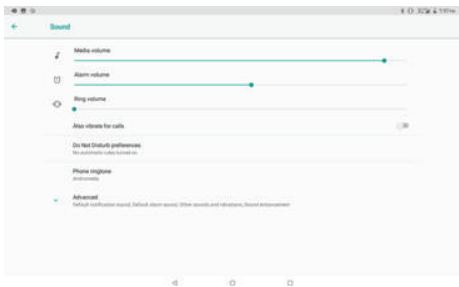 Sound
Media volume
Alarm volume
Ring volume
Also vibrate for calls
Do Not Disturb preferences
No automatic rules turned on
Phone ringtone
Andromeda
Advanced
Default notification sound, Default alarm sound, Other sounds and vibrations, Sound enhancement